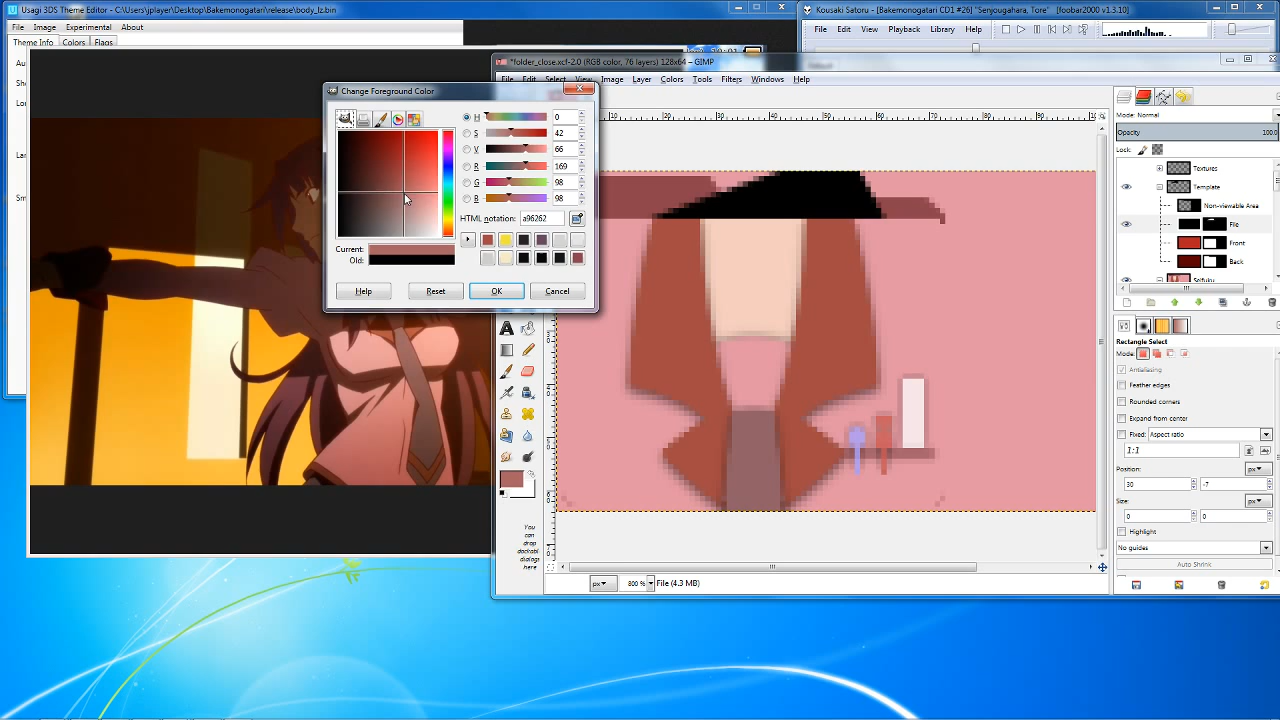 Usagi 3DS Theme Editor - C:\Users\jplayer\Desktop\Bakemonogatari\release\body_lz.bin
File Image Experimental About
Theme Info Colors Flags
Kousaki Satoru - [Bakemonogatari CD1 #26] "Senjougahara, Tore" [foobar2000 v1.3.10]
File Edit View Playback Library Help
*folder_close.xcf-2.0 (RGB color, 76 layers) 128x64 – GIMP
File Edit Select View Image Layer Colors Tools Filters Windows Help
Change Foreground Color
H 0
S 42
V 66
R 169
G 98
B 98
HTML notation: a96262
Current:
Old:
Help Reset OK Cancel
Mode: Normal
Opacity 100.0
Lock:
Textures
Template
Non-viewable Area
File
Front
Back
Seifuku
Rectangle Select
Mode:
Antialiasing
Feather edges
Rounded corners
Expand from center
Fixed: Aspect ratio
1:1
Position: px
30 -7
Size: px
0 0
Highlight
No guides
Auto Shrink
You
can
drop
dockabl
dialogs
here
px 800 % File (4.3 MB)